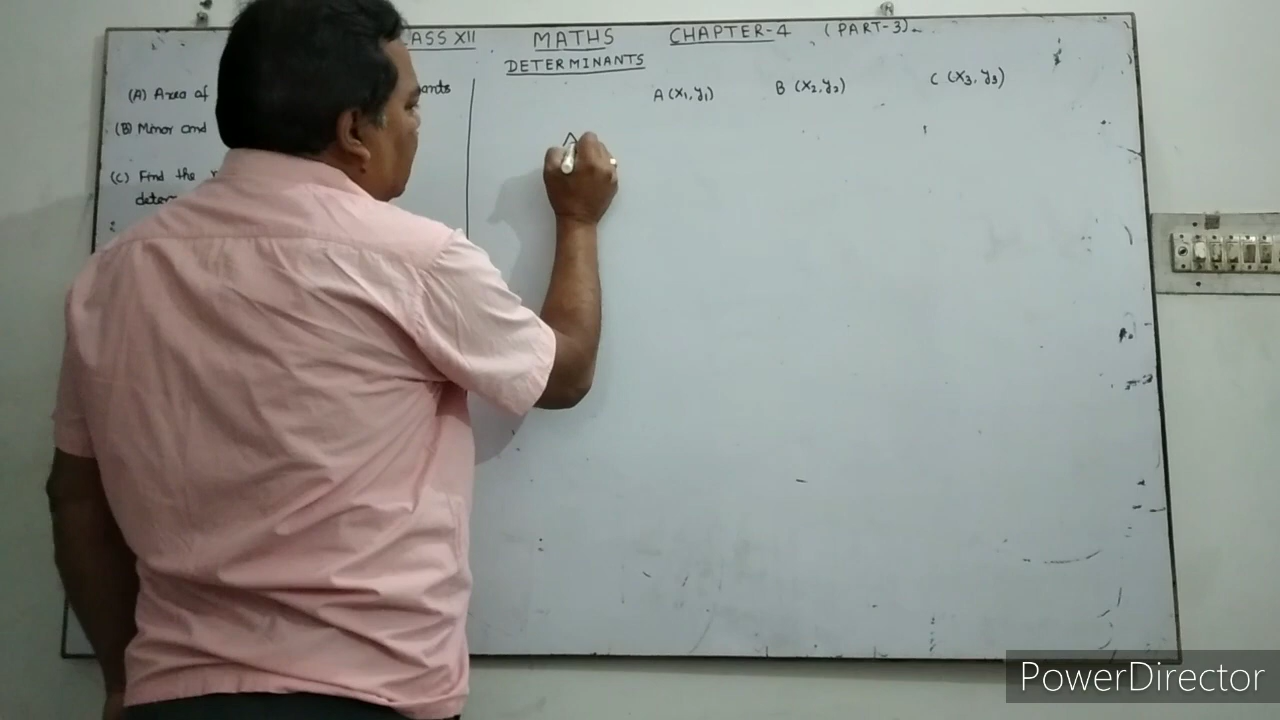 ASS XII MATHS CHAPTER-4 (PART-3)
DETERMINANTS
(A) Area of ants
(B) Minor and
(C) Find the
deter
A (x₁, y₁) B (x₂, y₂) C (x₃, y₃)
A
PowerDirector